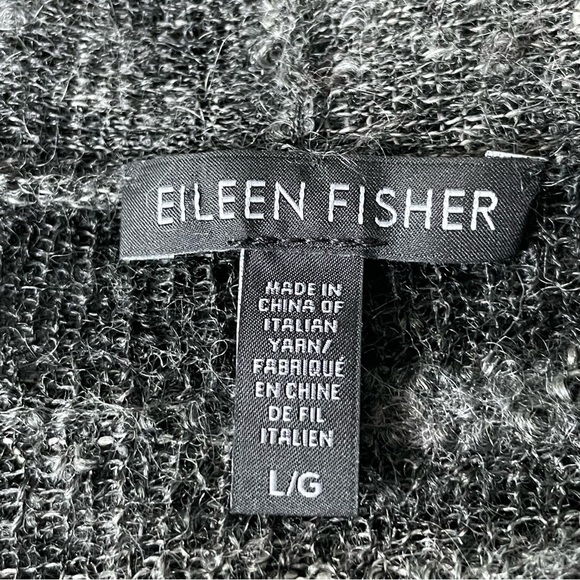 EILEEN FISHER
MADE IN
CHINA OF
ITALIAN
YARN/
FABRIQUÉ
EN CHINE
DE FIL
ITALIEN
L/G